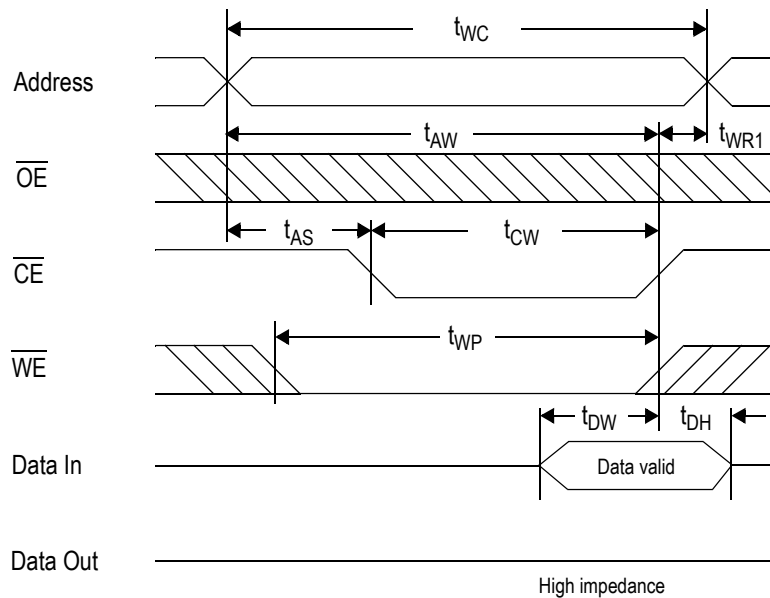 tWC
Address
tAW
tWR1
OE
tAS
tCW
CE
tWP
WE
tDW
tDH
Data In
Data valid
Data Out
High impedance